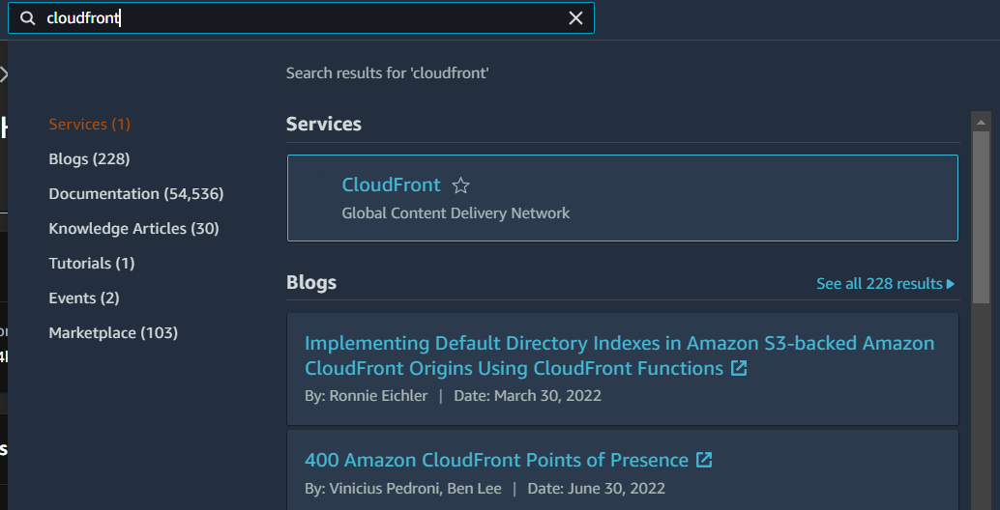 cloudfront
Search results for 'cloudfront'
Services (1)
Blogs (228)
Documentation (54,536)
Knowledge Articles (30)
Tutorials (1)
Events (2)
Marketplace (103)
Services
CloudFront
Global Content Delivery Network
Blogs
See all 228 results
Implementing Default Directory Indexes in Amazon S3-backed Amazon
CloudFront Origins Using CloudFront Functions
By: Ronnie Eichler | Date: March 30, 2022
400 Amazon CloudFront Points of Presence
By: Vinicius Pedroni, Ben Lee | Date: June 30, 2022